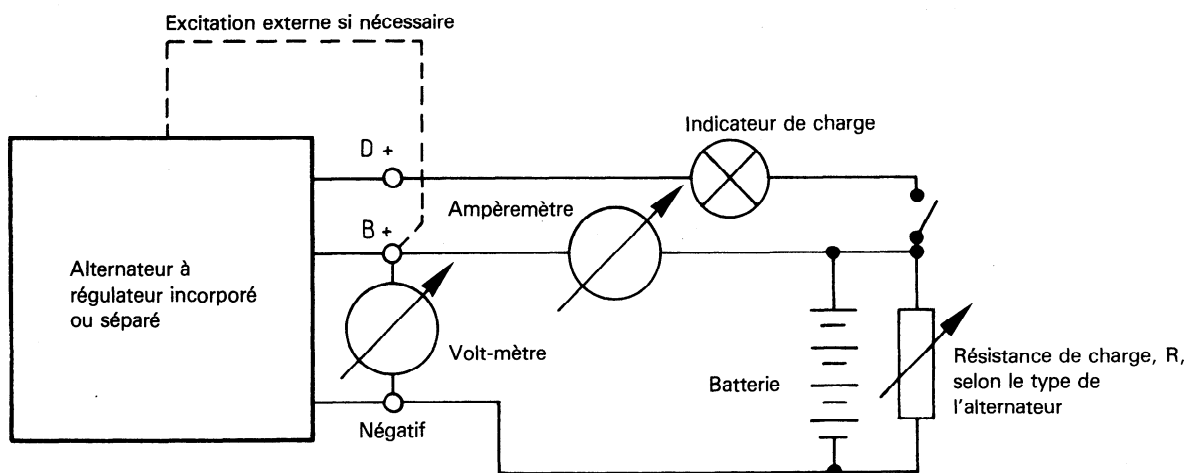 Excitation externe si nécessaire
D +
Indicateur de charge
Ampèremètre
B +
Alternateur à
régulateur incorporé
ou séparé
Volt-mètre
Batterie
Résistance de charge, R,
selon le type de
l'alternateur
Négatif